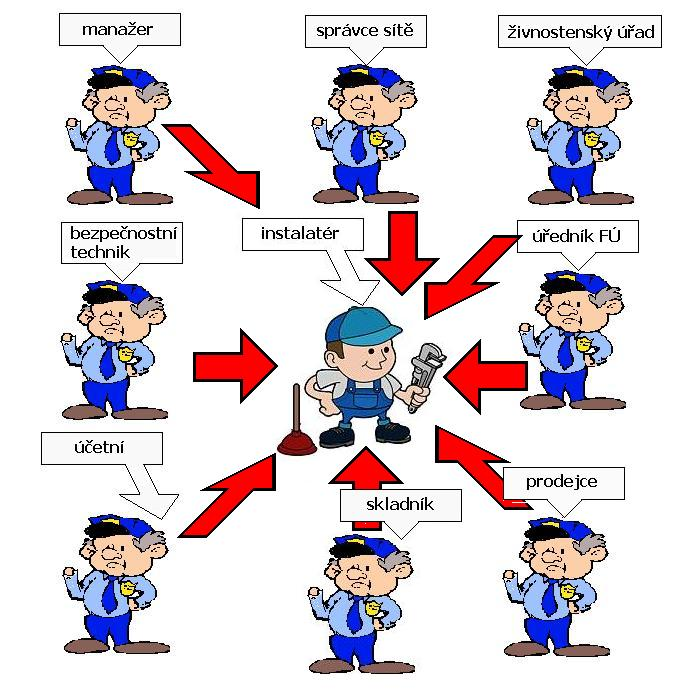 manažer
správce sítě
živnostenský úřad
bezpečnostní
technik
instalatér
úředník FÚ
účetní
skladník
prodejce